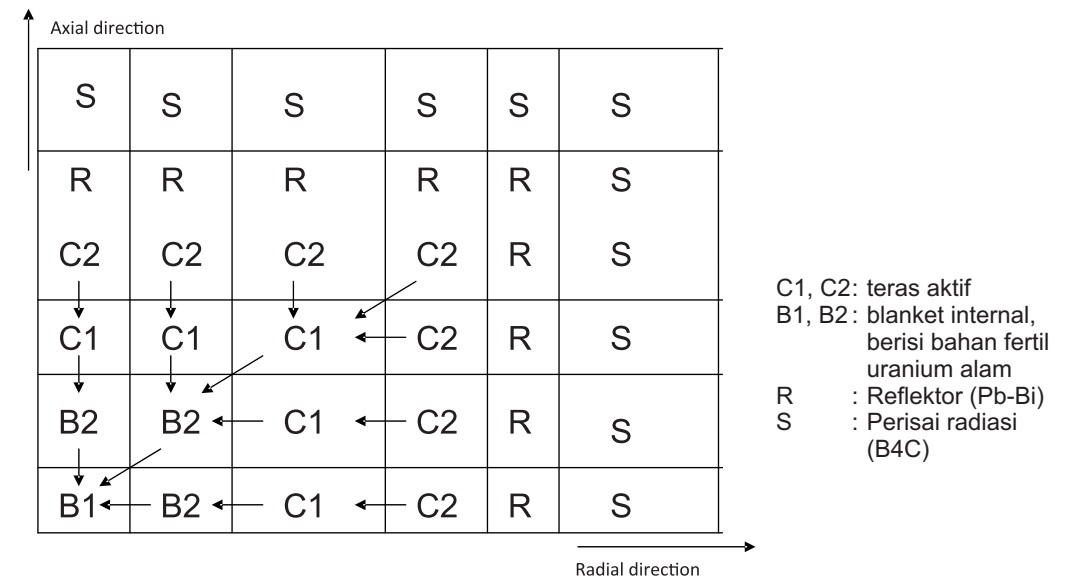 Axial direction
S S S S S S
R R R R R S
C2 C2 C2 C2 R S
C1 C1 C1 C2 R S
B2 B2 C1 C2 R S
B1 B2 C1 C2 R S
Radial direction
C1, C2: teras aktif
B1, B2: blanket internal,
berisi bahan fertil
uranium alam
R : Reflektor (Pb-Bi)
S : Perisai radiasi
(B4C)